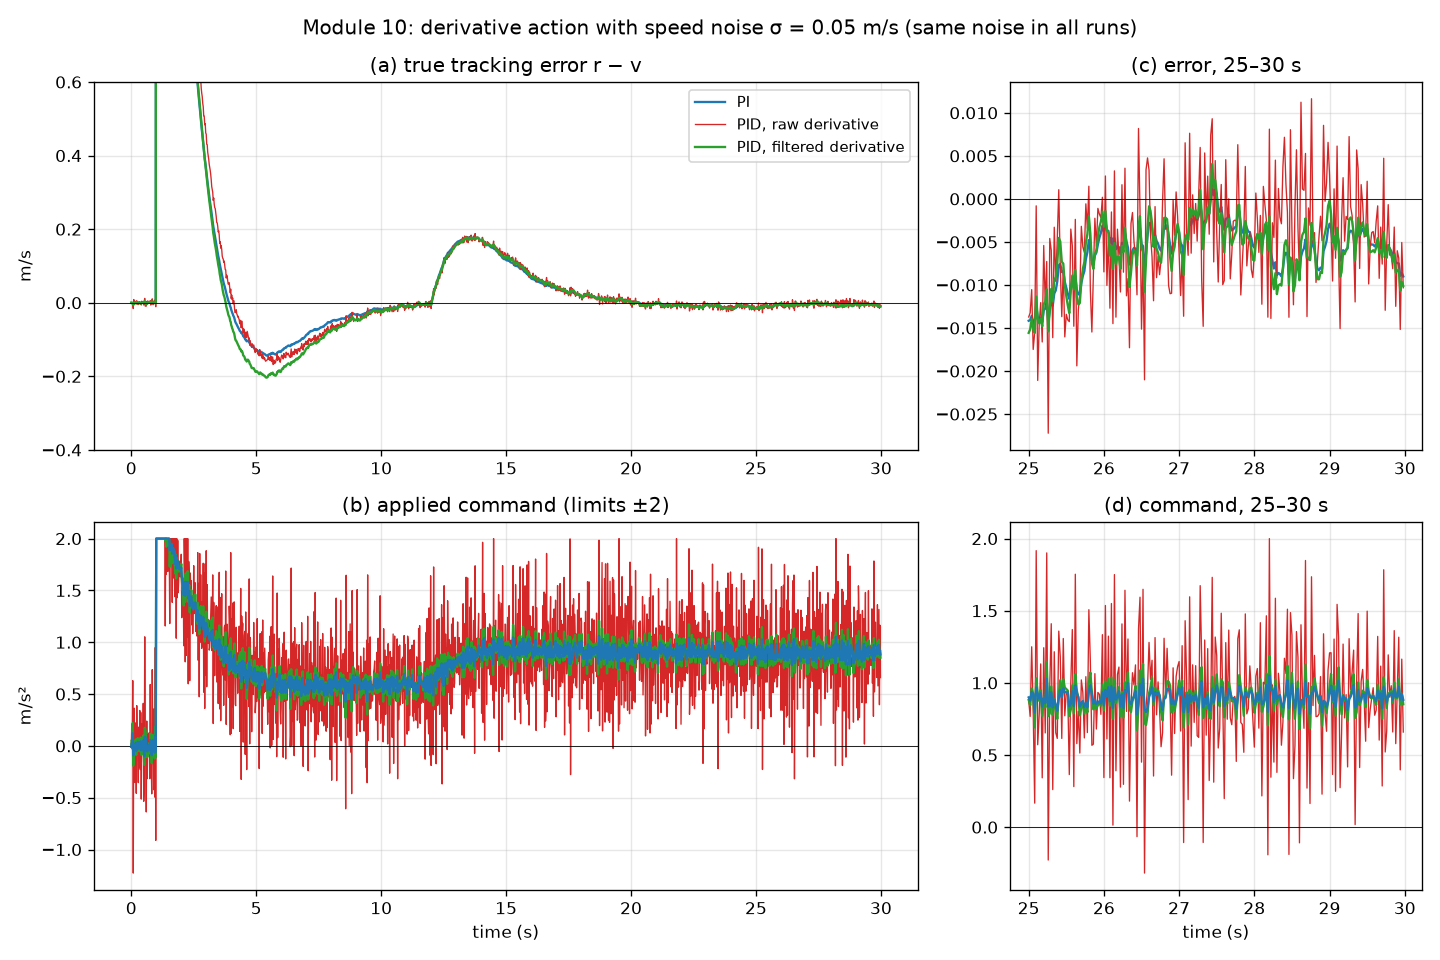 Module 10: derivative action with speed noise σ = 0.05 m/s (same noise in all runs)
(a) true tracking error r − v
0.6
0.4
0.2
0.0
−0.2
−0.4
m/s
0 5 10 15 20 25 30
PI
PID, raw derivative
PID, filtered derivative
(c) error, 25–30 s
0.010
0.005
0.000
−0.005
−0.010
−0.015
−0.020
−0.025
25 26 27 28 29 30
(b) applied command (limits ±2)
2.0
1.5
1.0
0.5
0.0
−0.5
−1.0
m/s²
0 5 10 15 20 25 30
time (s)
(d) command, 25–30 s
2.0
1.5
1.0
0.5
0.0
25 26 27 28 29 30
time (s)